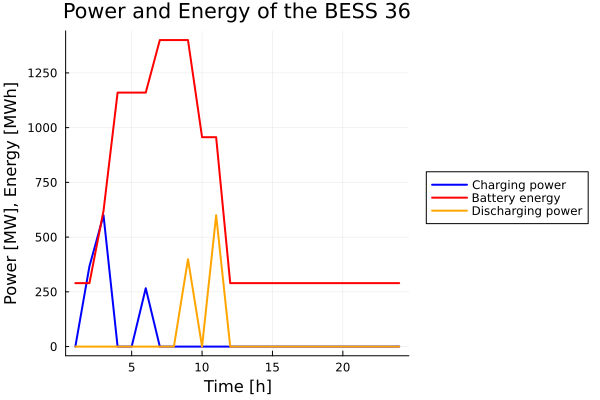 Power and Energy of the BESS 36
Power [MW], Energy [MWh]
1250
1000
750
500
250
0
5
10
15
20
Time [h]
Charging power
Battery energy
Discharging power